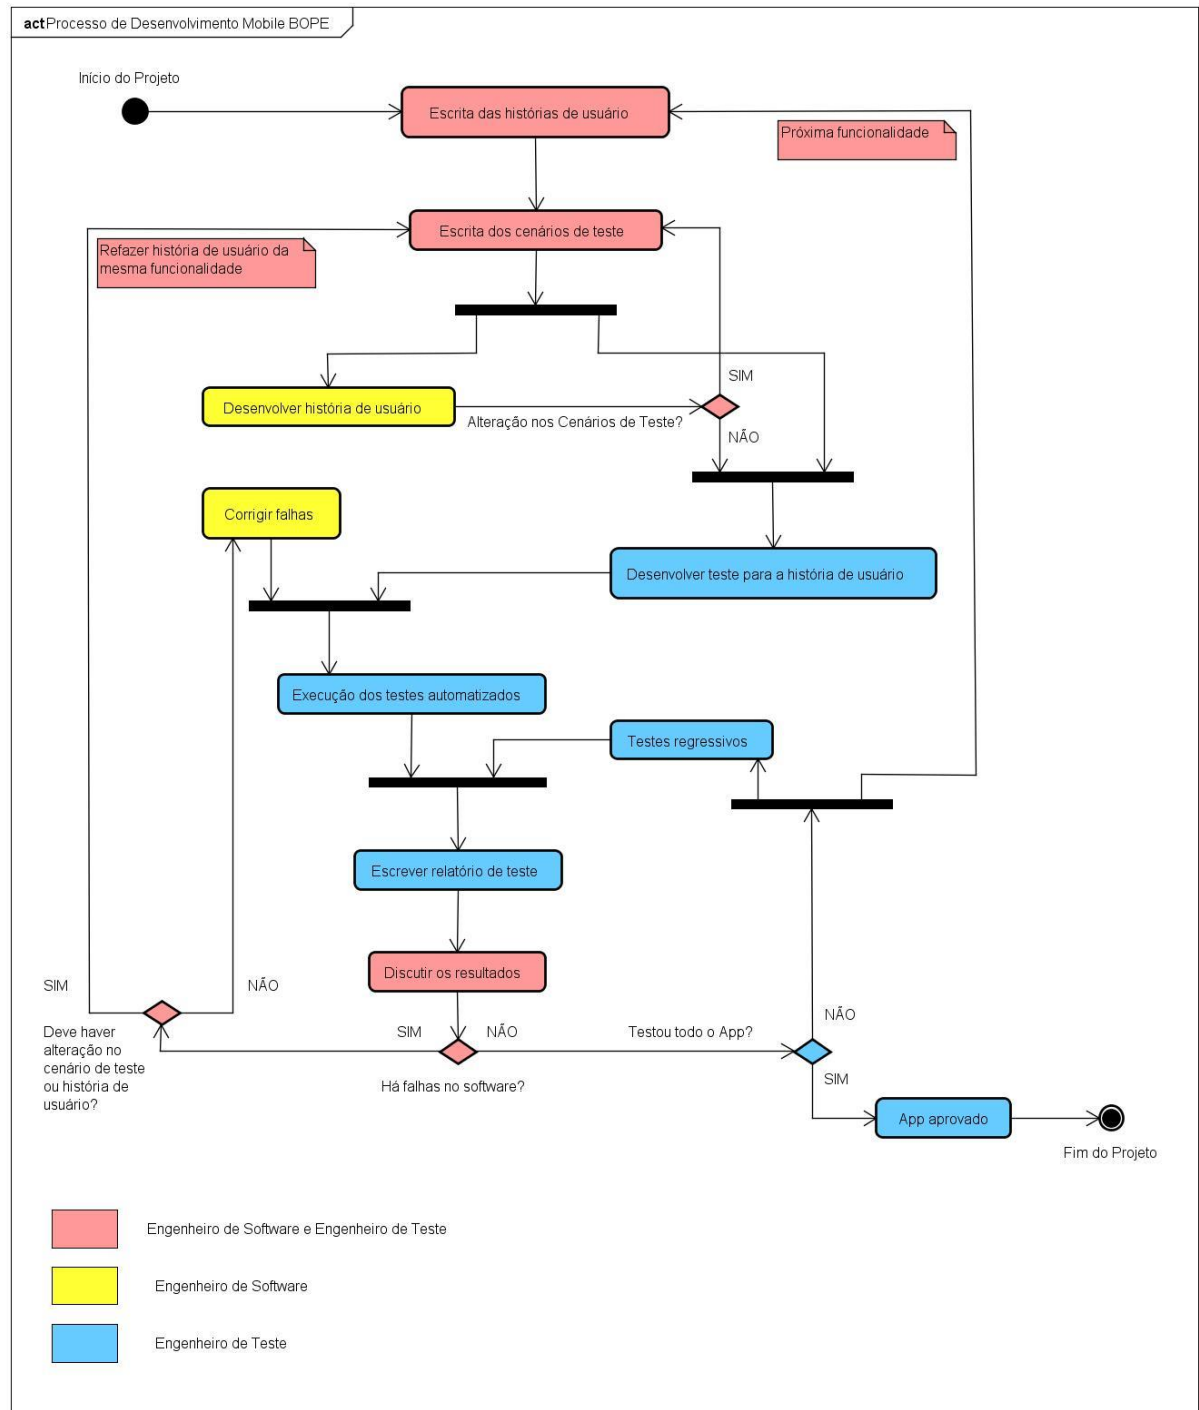 act Processo de Desenvolvimento Mobile BOPE
Início do Projeto
Escrita das histórias de usuário
Próxima funcionalidade
Escrita dos cenários de teste
Refazer história de usuário da
mesma funcionalidade
SIM
Desenvolver história de usuário
Alteração nos Cenários de Teste?
NÃO
Corrigir falhas
Desenvolver teste para a história de usuário
Execução dos testes automatizados
Testes regressivos
Escrever relatório de teste
Discutir os resultados
SIM
NÃO
Deve haver
alteração no
cenário de teste
ou história de
usuário?
SIM
NÃO
Há falhas no software?
Testou todo o App?
NÃO
SIM
App aprovado
Fim do Projeto
Engenheiro de Software e Engenheiro de Teste
Engenheiro de Software
Engenheiro de Teste